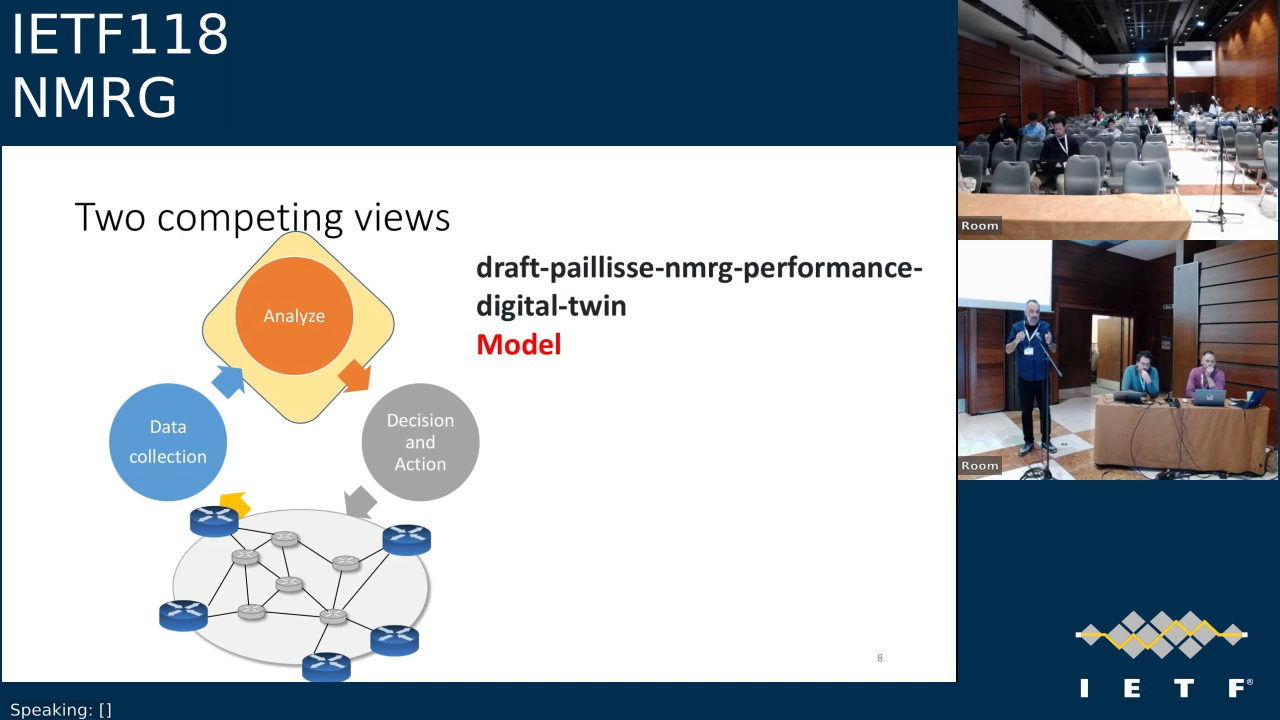 IETF118
NMRG
Two competing views
draft-paillisse-nmrg-performance-
digital-twin
Model
Analyze
Data
collection
Decision
and
Action
8
Room
Room
I E T F®
Speaking: []